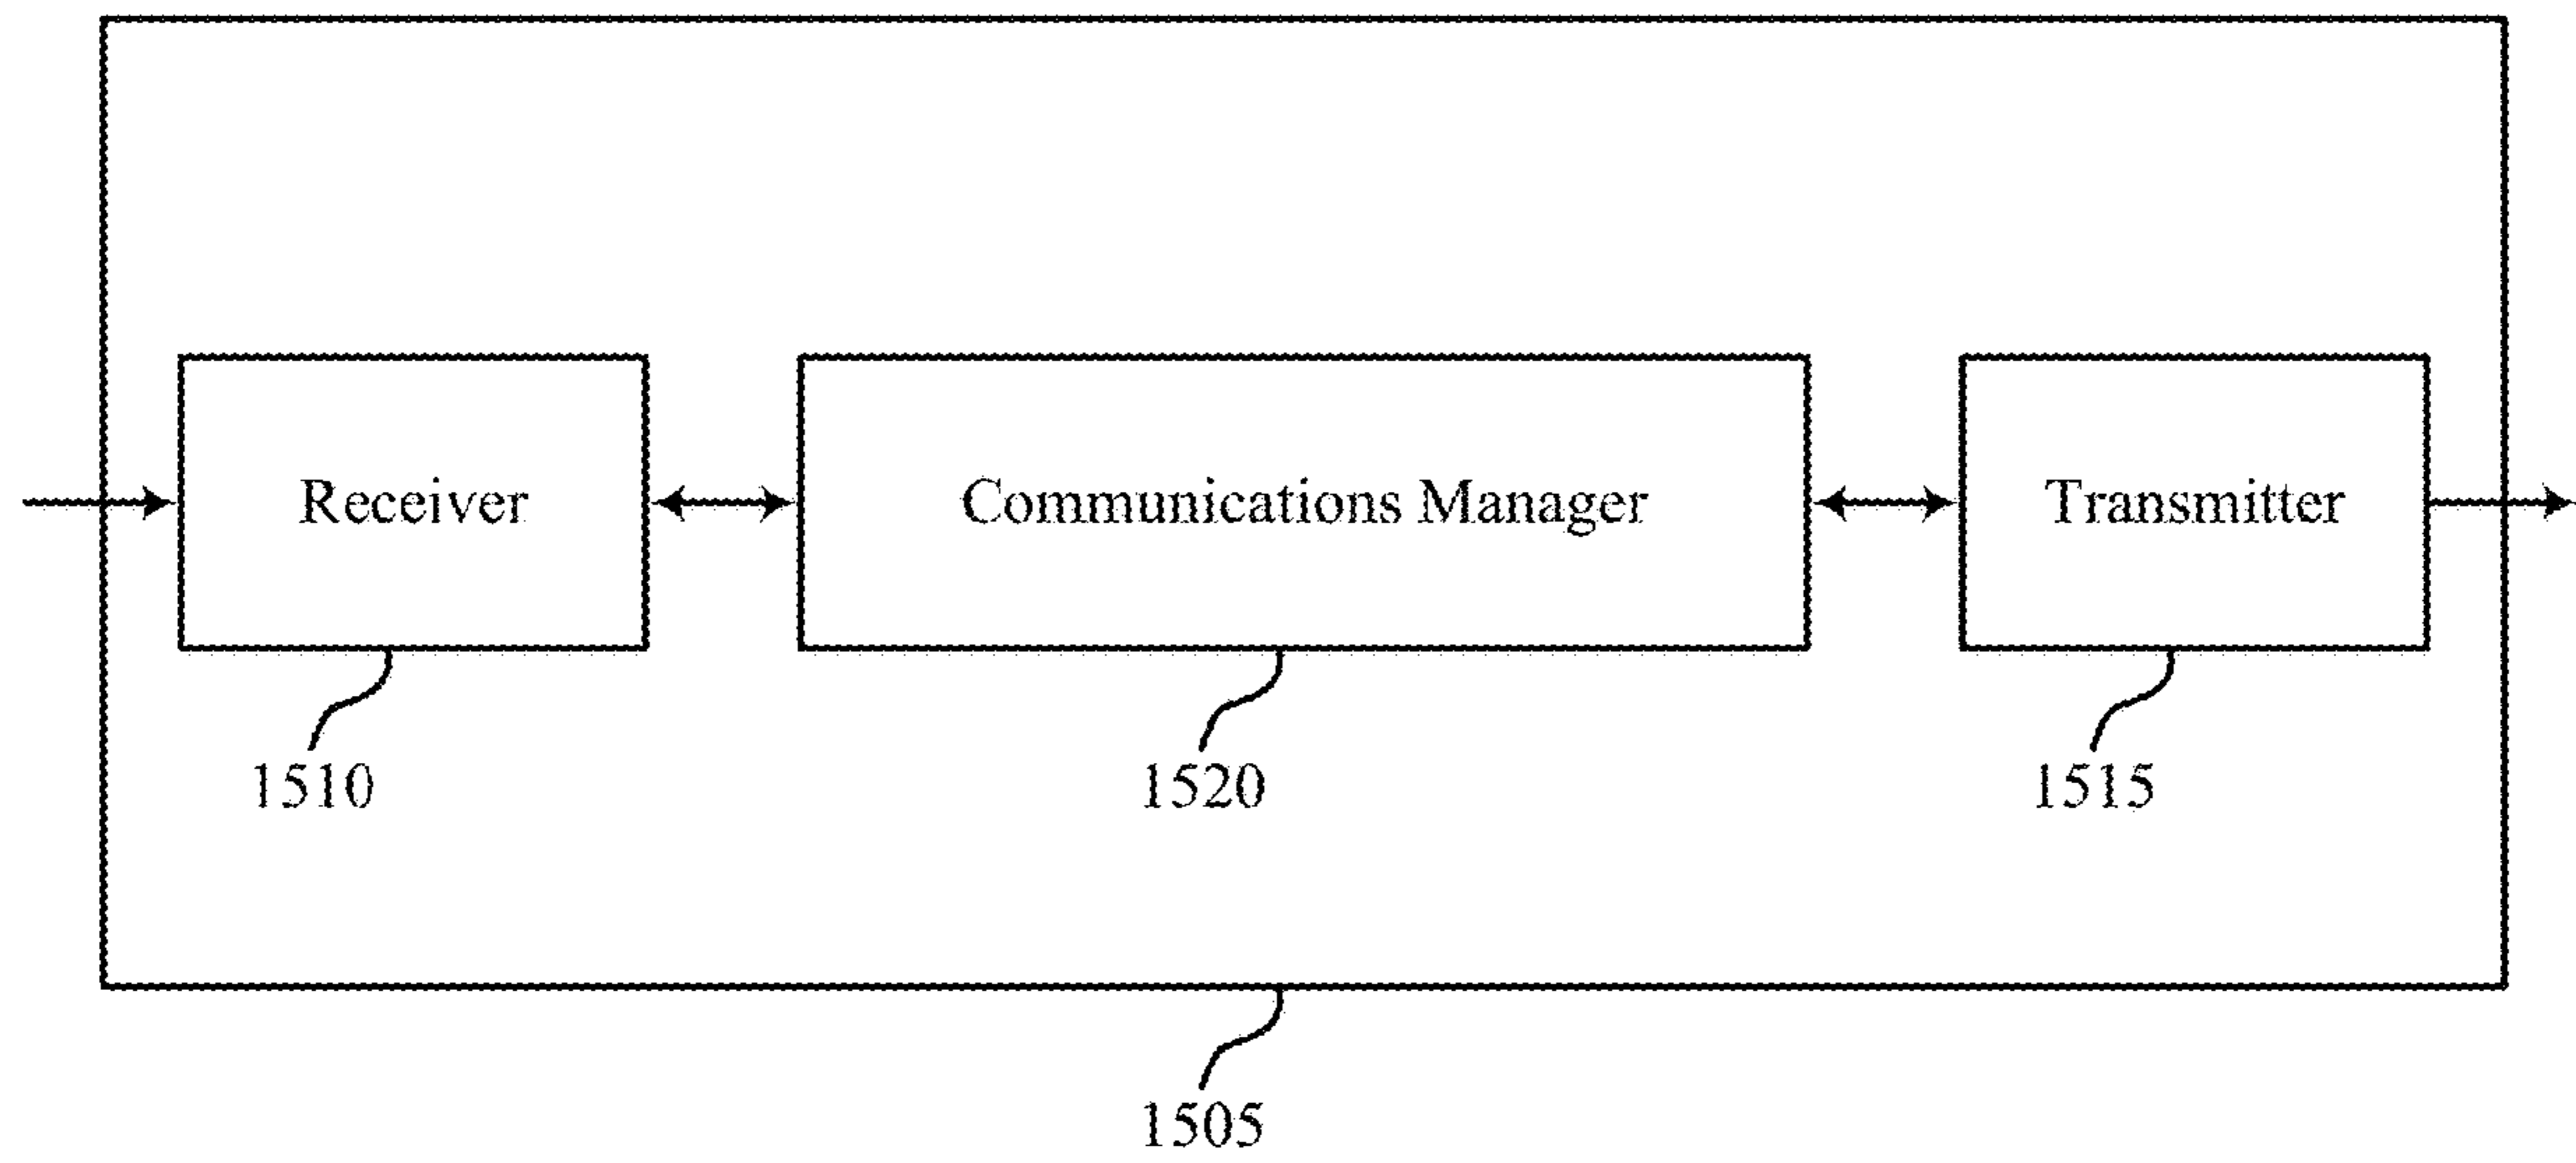 Receiver
Communications Manager
Transmitter
1510
1520
1515
1505